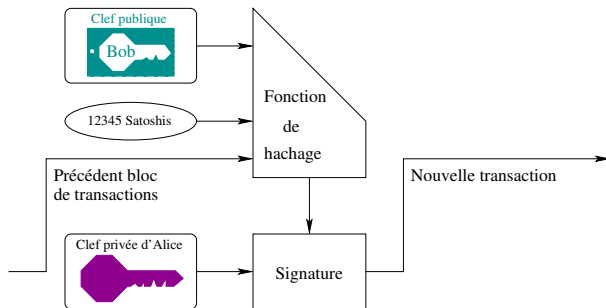 Clef publique
Bob
12345 Satoshis
Fonction
de
hachage
Précédent bloc
de transactions
Nouvelle transaction
Clef privée d'Alice
Signature